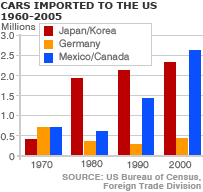 CARS IMPORTED TO THE US
1960-2005
Millions
3.0
Japan/Korea
Germany
Mexico/Canada
2.5
2.0
1.5
1.0
0.5
0
1970 1980 1990 2000
SOURCE: US Bureau of Census,
Foreign Trade Division